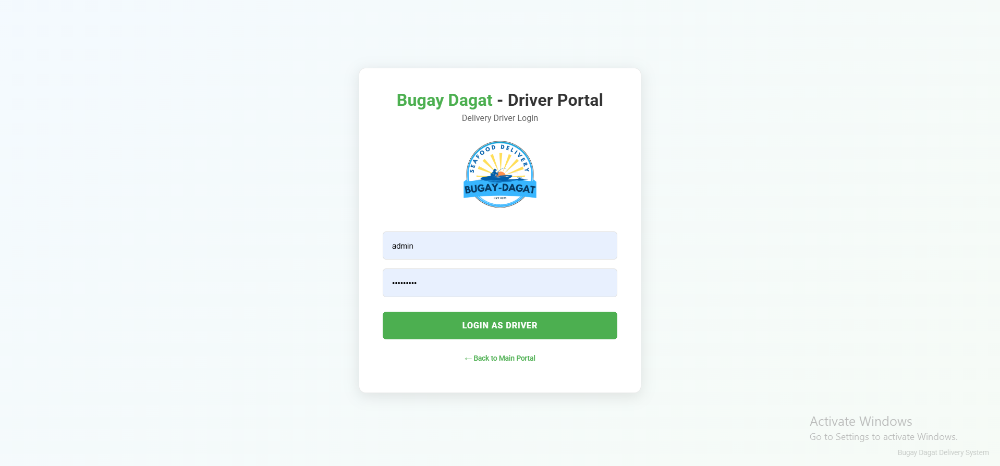 Bugay Dagat - Driver Portal
Delivery Driver Login
SEAFOOD DELIVERY
BUGAY-DAGAT
EST 2025
admin
•••••••••
LOGIN AS DRIVER
← Back to Main Portal
Activate Windows
Go to Settings to activate Windows.
Bugay Dagat Delivery System